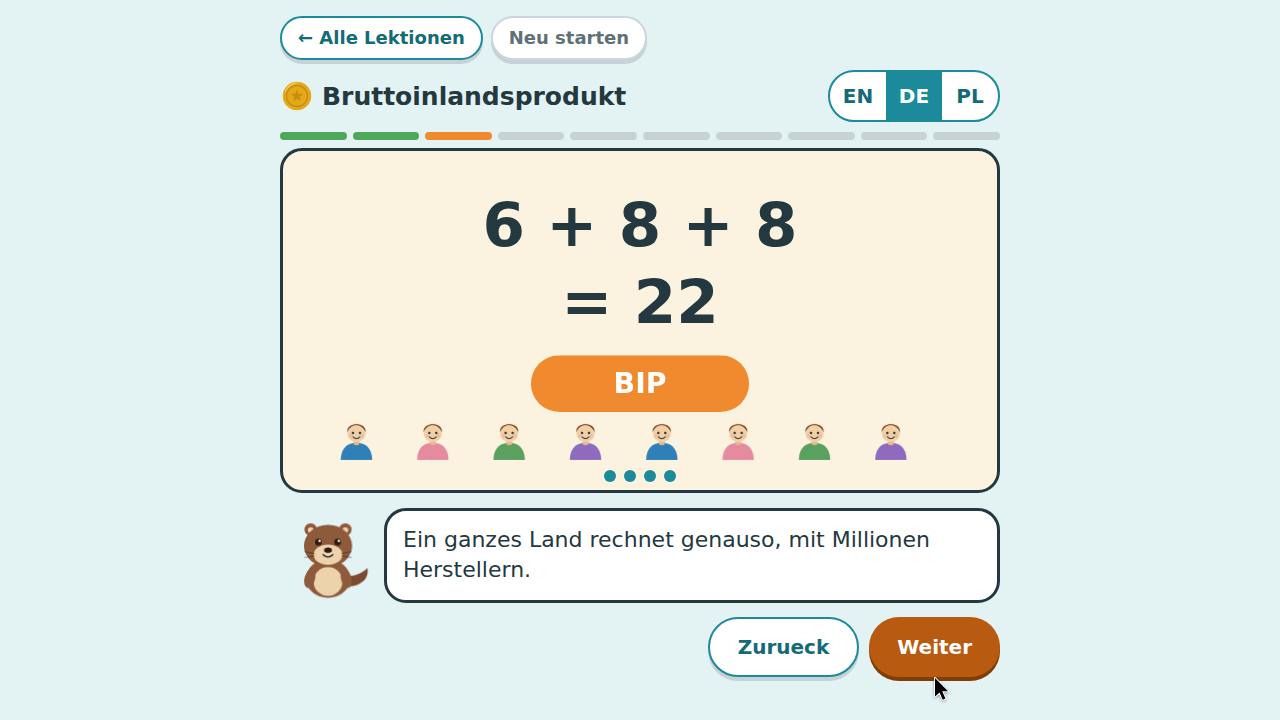 ← Alle Lektionen
Neu starten
Bruttoinlandsprodukt
EN
DE
PL
6 + 8 + 8
= 22
BIP
Ein ganzes Land rechnet genauso, mit Millionen
Herstellern.
Zurueck
Weiter